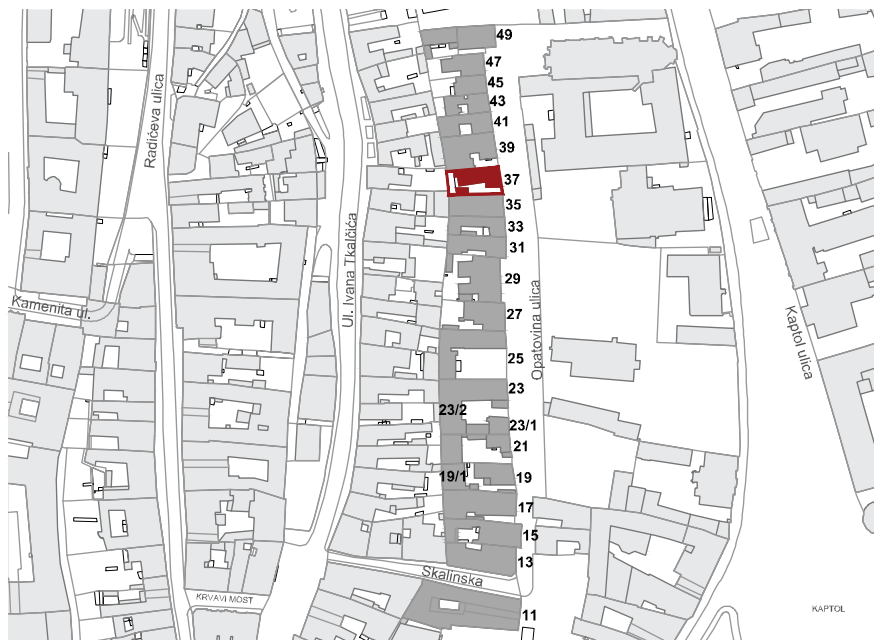 49
47
45
43
41
39
37
35
33
31
29
27
25
23
23/2
23/1
21
19/1
19
17
15
13
11
Radićeva ulica
Ul. Ivana Tkalčića
Opatovina ulica
Kaptol ulica
Kamenita ul.
Skalinska
KRVAVI MOST
KAPTOL